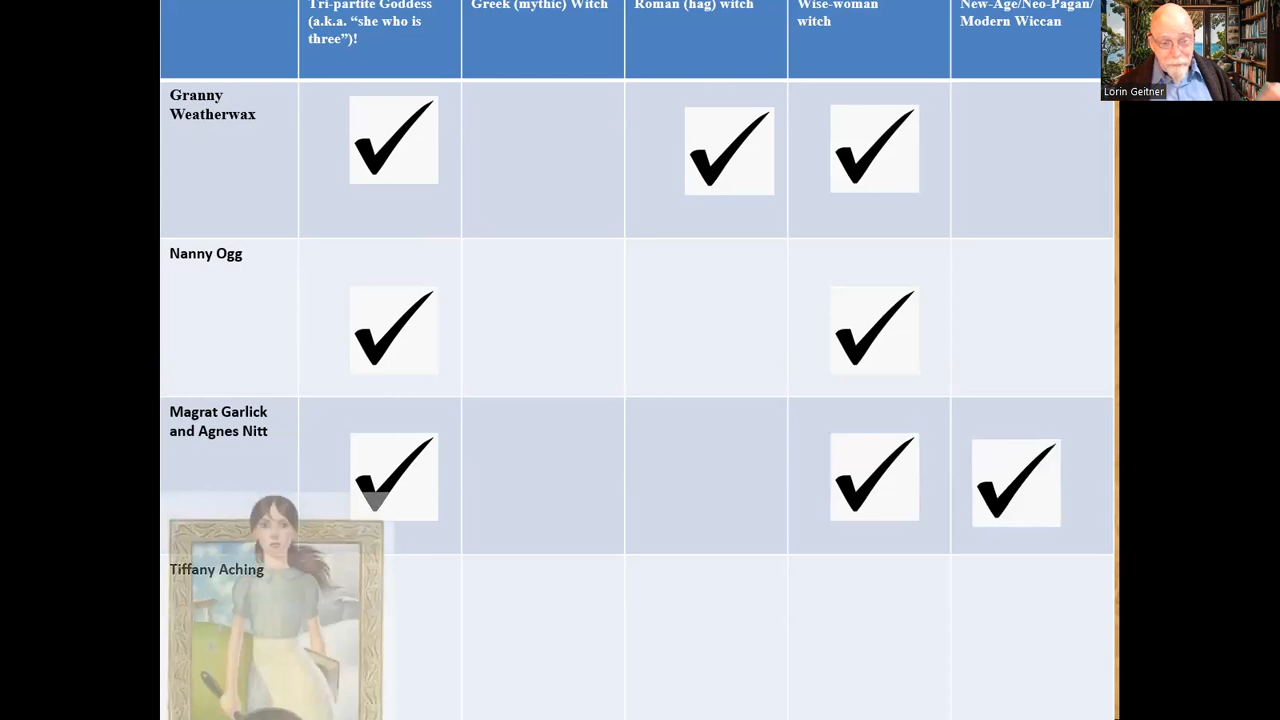 Tri-partite Goddess
(a.k.a. “she who is
three”)!
Greek (mythic) Witch
Roman (hag) witch
Wise-woman
witch
New-Age/Neo-Pagan/
Modern Wiccan
Lorin Geitner
Granny
Weatherwax
Nanny Ogg
Magrat Garlick
and Agnes Nitt
Tiffany Aching